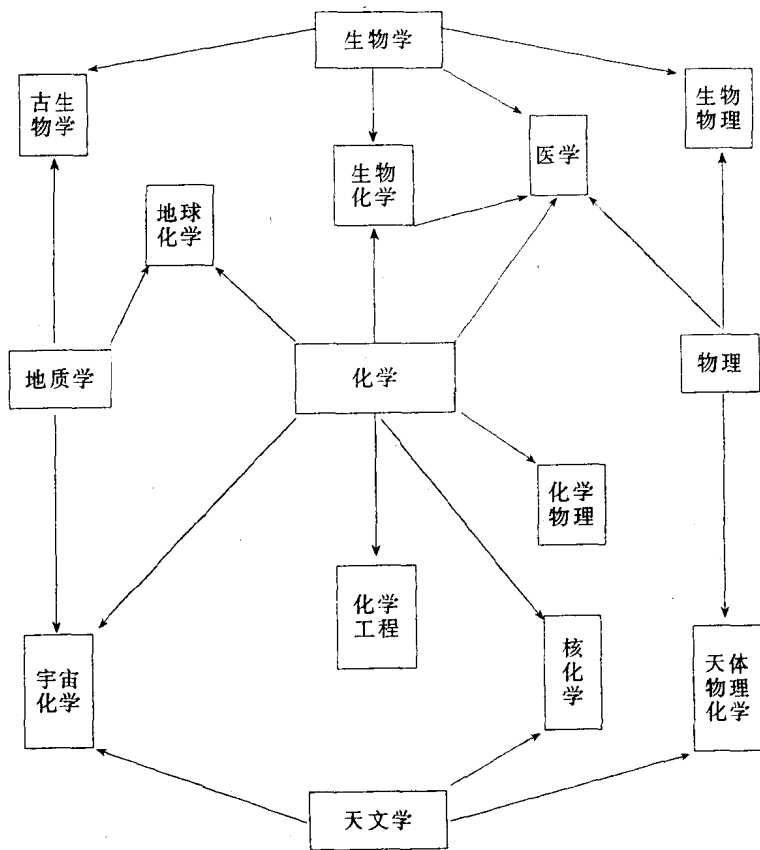 生物学
古生
物学
生物
物理
医学
生物
化学
地球
化学
地质学
化学
物理
化学
物理
化学
工程
核
化
学
宇宙
化学
天体
物理
化学
天文学